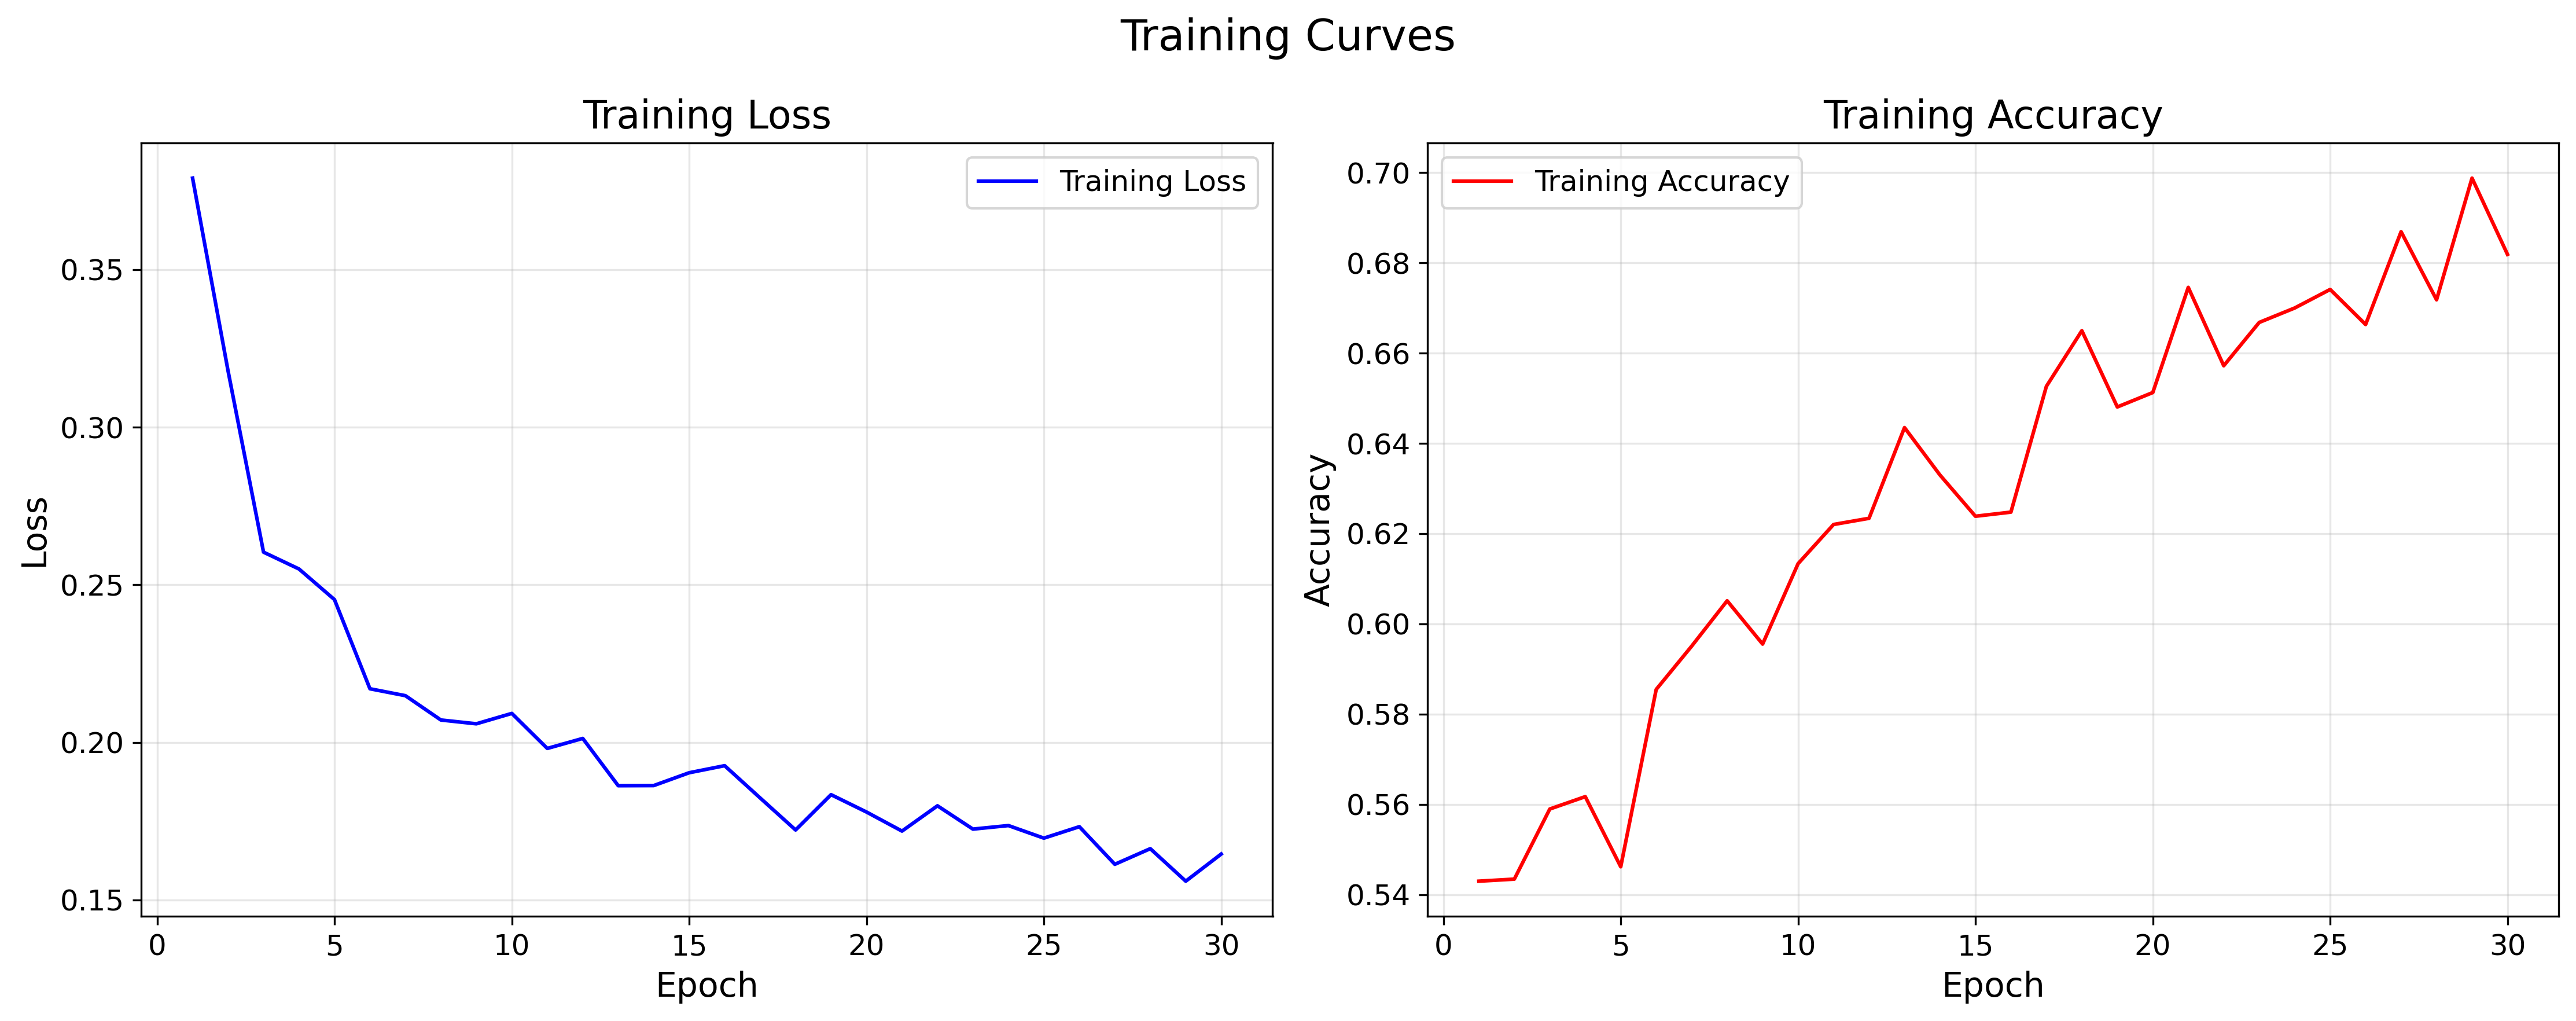 Training Curves
Training Loss
Training Loss
0.35
0.30
0.25
0.20
0.15
Loss
0 5 10 15 20 25 30
Epoch
Training Accuracy
Training Accuracy
0.70
0.68
0.66
0.64
0.62
0.60
0.58
0.56
0.54
Accuracy
0 5 10 15 20 25 30
Epoch